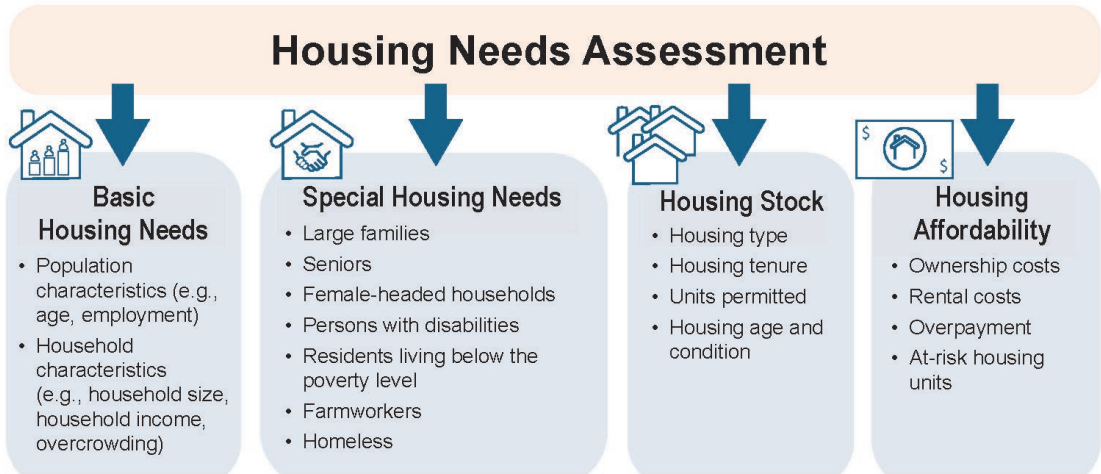 Housing Needs Assessment
Basic
Housing Needs
• Population
characteristics (e.g.,
age, employment)
• Household
characteristics
(e.g., household size,
household income,
overcrowding)
Special Housing Needs
• Large families
• Seniors
• Female-headed households
• Persons with disabilities
• Residents living below the
poverty level
• Farmworkers
• Homeless
Housing Stock
• Housing type
• Housing tenure
• Units permitted
• Housing age and
condition
$
$
Housing
Affordability
• Ownership costs
• Rental costs
• Overpayment
• At-risk housing
units